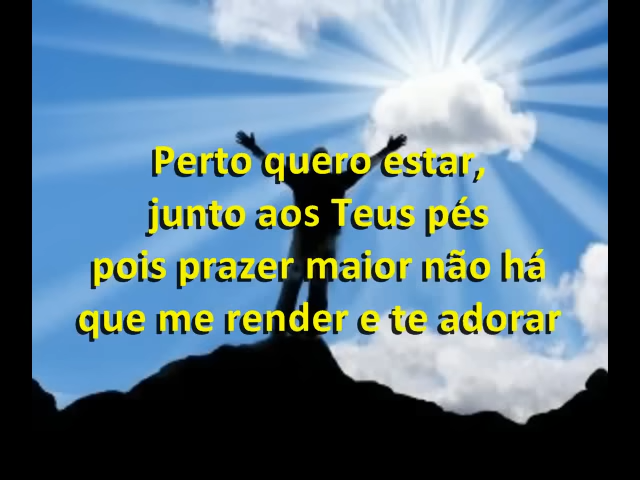 Perto quero estar,
junto aos Teus pés
pois prazer maior não há
que me render e te adorar